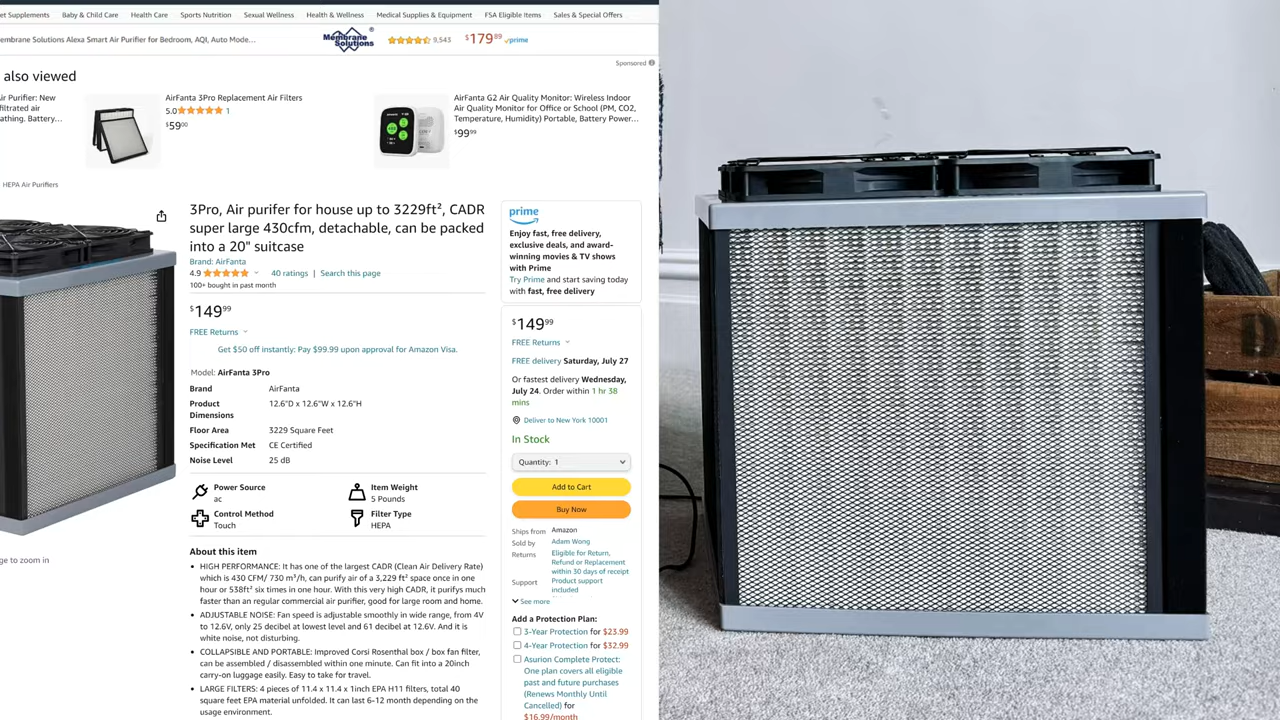 et Supplements Baby & Child Care Health Care Sports Nutrition Sexual Wellness Health & Wellness Medical Supplies & Equipment FSA Eligible Items Sales & Special Offers
embrane Solutions Alexa Smart Air Purifier for Bedroom, AQI, Auto Mode...
Membrane
Solutions
9,543
$179⁸⁹
prime
Sponsored
also viewed
ir Purifier: New
filtrated air
athing. Battery...
AirFanta 3Pro Replacement Air Filters
5.0 1
$59⁰⁰
AirFanta G2 Air Quality Monitor: Wireless Indoor
Air Quality Monitor for Office or School (PM, CO2,
Temperature, Humidity) Portable, Battery Power...
$99⁹⁹
HEPA Air Purifiers
ge to zoom in
3Pro, Air purifer for house up to 3229ft², CADR
super large 430cfm, detachable, can be packed
into a 20" suitcase
Brand: AirFanta
4.9 40 ratings | Search this page
100+ bought in past month
$149⁹⁹
FREE Returns
Get $50 off instantly: Pay $99.99 upon approval for Amazon Visa.
Model: AirFanta 3Pro
Brand AirFanta
Product Dimensions 12.6"D x 12.6"W x 12.6"H
Floor Area 3229 Square Feet
Specification Met CE Certified
Noise Level 25 dB
Power Source
ac
Item Weight
5 Pounds
Control Method
Touch
Filter Type
HEPA
About this item
HIGH PERFORMANCE: It has one of the largest CADR (Clean Air Delivery Rate)
which is 430 CFM/ 730 m³/h, can purify air of a 3,229 ft² space once in one
hour or 538ft² six times in one hour. With this very high CADR, it purifys much
faster than an regular commercial air purifier, good for large room and home.
ADJUSTABLE NOISE: Fan speed is adjustable smoothly in wide range, from 4V
to 12.6V, only 25 decibel at lowest level and 61 decibel at 12.6V. And it is
white noise, not disturbing.
COLLAPSIBLE AND PORTABLE: Improved Corsi Rosenthal box / box fan filter,
can be assembled / disassembled within one minute. Can fit into a 20inch
carry-on luggage easily. Easy to take for travel.
LARGE FILTERS: 4 pieces of 11.4 x 11.4 x 1inch EPA H11 filters, total 40
square feet EPA material unfolded. It can last 6-12 month depending on the
usage environment.
prime
Enjoy fast, free delivery,
exclusive deals, and award-
winning movies & TV shows
with Prime
Try Prime and start saving today
with fast, free delivery
$149⁹⁹
FREE Returns
FREE delivery Saturday, July 27
Or fastest delivery Wednesday,
July 24. Order within 1 hr 38
mins
Deliver to New York 10001
In Stock
Quantity: 1
Add to Cart
Buy Now
Ships from Amazon
Sold by Adam Wong
Returns Eligible for Return,
Refund or Replacement
within 30 days of receipt
Support Product support
included
See more
Add a Protection Plan:
3-Year Protection for $23.99
4-Year Protection for $32.99
Asurion Complete Protect:
One plan covers all eligible
past and future purchases
(Renews Monthly Until
Cancelled) for
$16.99/month